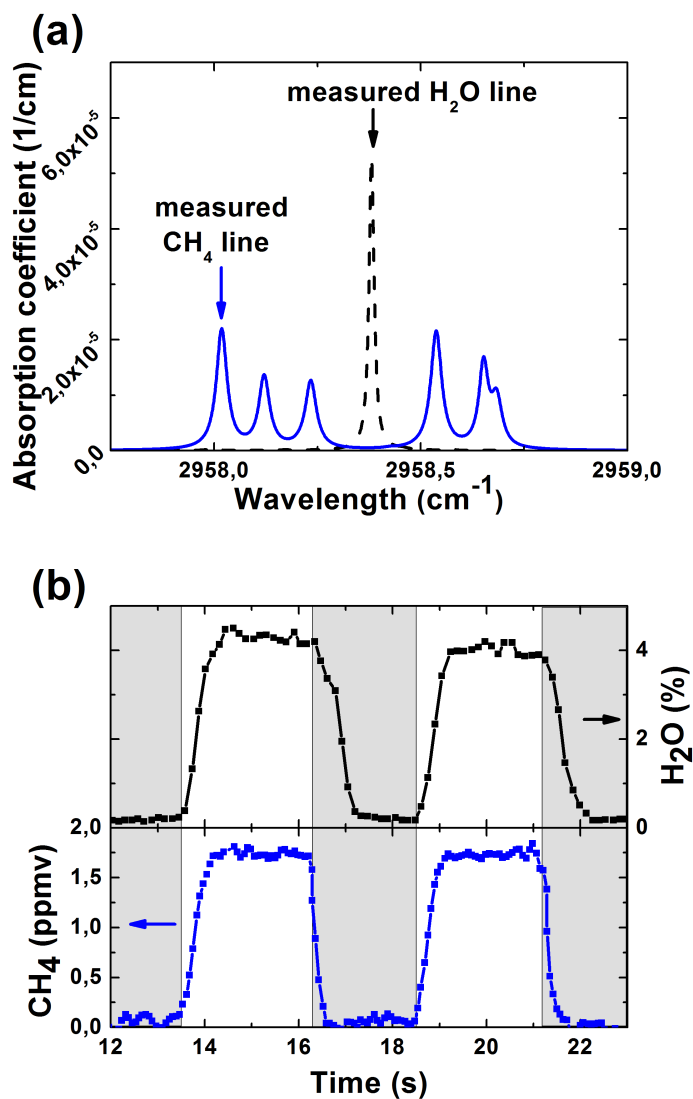 (a)
measured H₂O line
measured
CH₄ line
Absorption coefficient (1/cm)
6,0x10⁻⁵
4,0x10⁻⁵
2,0x10⁻⁵
0,0
2958,0
2958,5
2959,0
Wavelength (cm⁻¹)
(b)
4
2
0
H₂O (%)
2,0
1,5
1,0
0,5
0,0
CH₄ (ppmv)
12
14
16
18
20
22
Time (s)